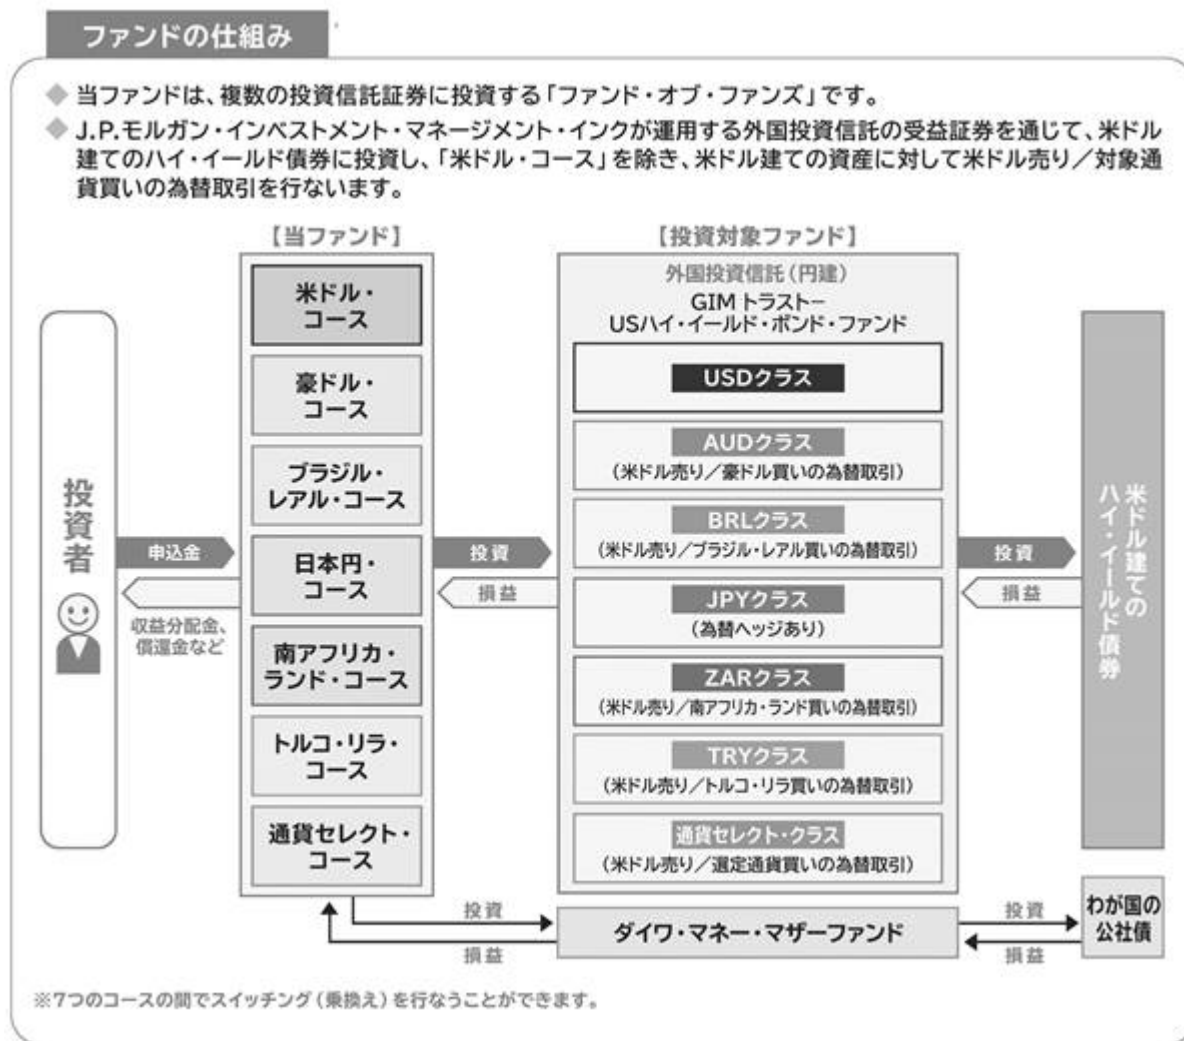 ファンドの仕組み
◆ 当ファンドは、複数の投資信託証券に投資する「ファンド・オブ・ファンズ」です。
◆ J.P.モルガン・インベストメント・マネージメント・インクが運用する外国投資信託の受益証券を通じて、米ドル
建てのハイ・イールド債券に投資し、「米ドル・コース」を除き、米ドル建ての資産に対して米ドル売り／対象通
貨買いの為替取引を行ないます。
【当ファンド】
【投資対象ファンド】
投資者
申込金
収益分配金、
償還金など
米ドル・
コース
豪ドル・
コース
ブラジル・
レアル・コース
日本円・
コース
南アフリカ・
ランド・コース
トルコ・リラ・
コース
通貨セレクト・
コース
投資
損益
外国投資信託（円建）
GIMトラスト－
USハイ・イールド・ボンド・ファンド
USDクラス
AUDクラス
（米ドル売り／豪ドル買いの為替取引）
BRLクラス
（米ドル売り／ブラジル・レアル買いの為替取引）
JPYクラス
（為替ヘッジあり）
ZARクラス
（米ドル売り／南アフリカ・ランド買いの為替取引）
TRYクラス
（米ドル売り／トルコ・リラ買いの為替取引）
通貨セレクト・クラス
（米ドル売り／選定通貨買いの為替取引）
投資
損益
米ドル建ての
ハイ・イールド債券
投資
損益
ダイワ・マネー・マザーファンド
投資
損益
わが国の
公社債
※7つのコースの間でスイッチング（乗換え）を行なうことができます。